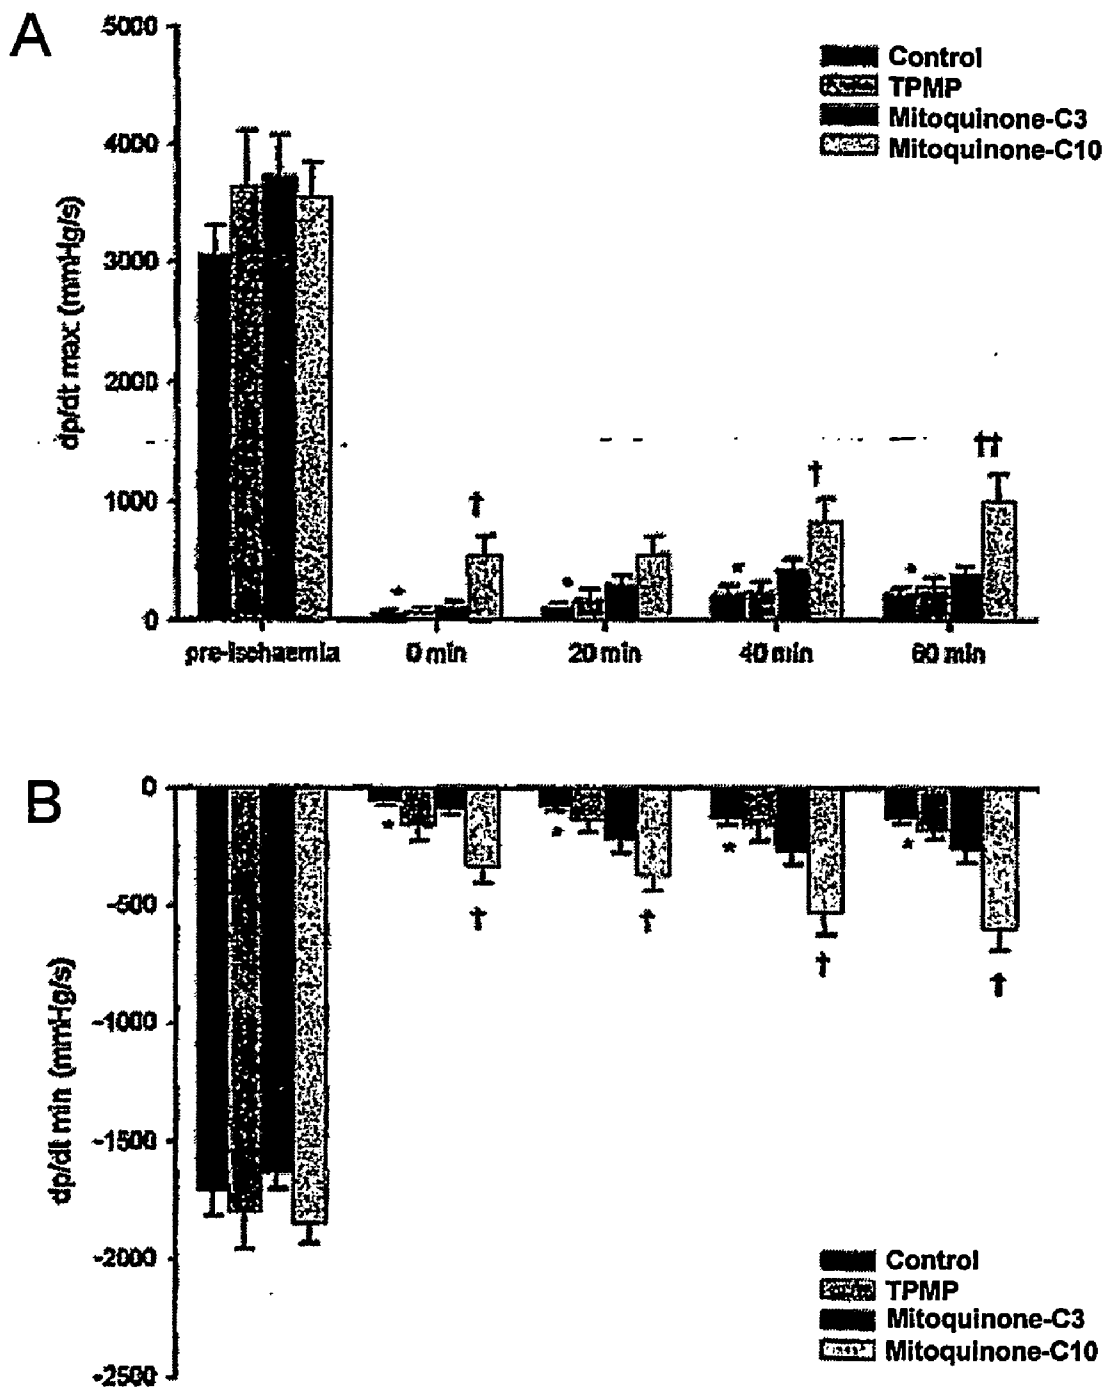 A
5000
4000
3000
2000
1000
0
dp/dt max (mmHg/s)
Control
TPMP
Mitoquinone-C3
Mitoquinone-C10
††
†
†
*
*
*
*
pre-ischaemia 0 min 20 min 40 min 60 min
B
0
-500
-1000
-1500
-2000
-2500
dp/dt min (mmHg/s)
*
*
*
*
†
†
†
†
Control
TPMP
Mitoquinone-C3
Mitoquinone-C10